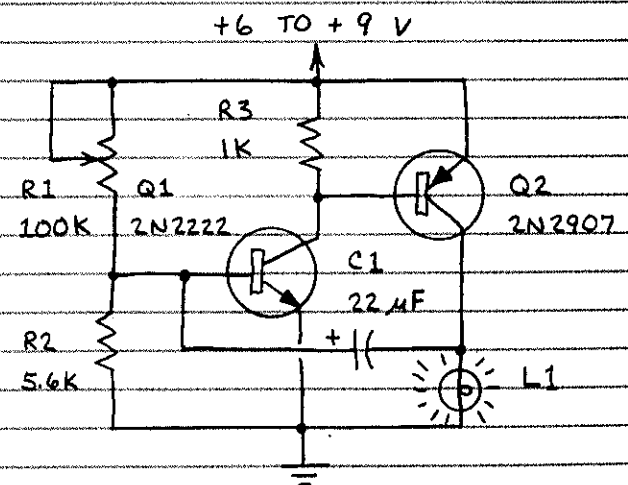 +6 TO +9 V
R3
1K
R1
100K
Q1
2N2222
Q2
2N2907
C1
22 µF
+
R2
5.6K
L1